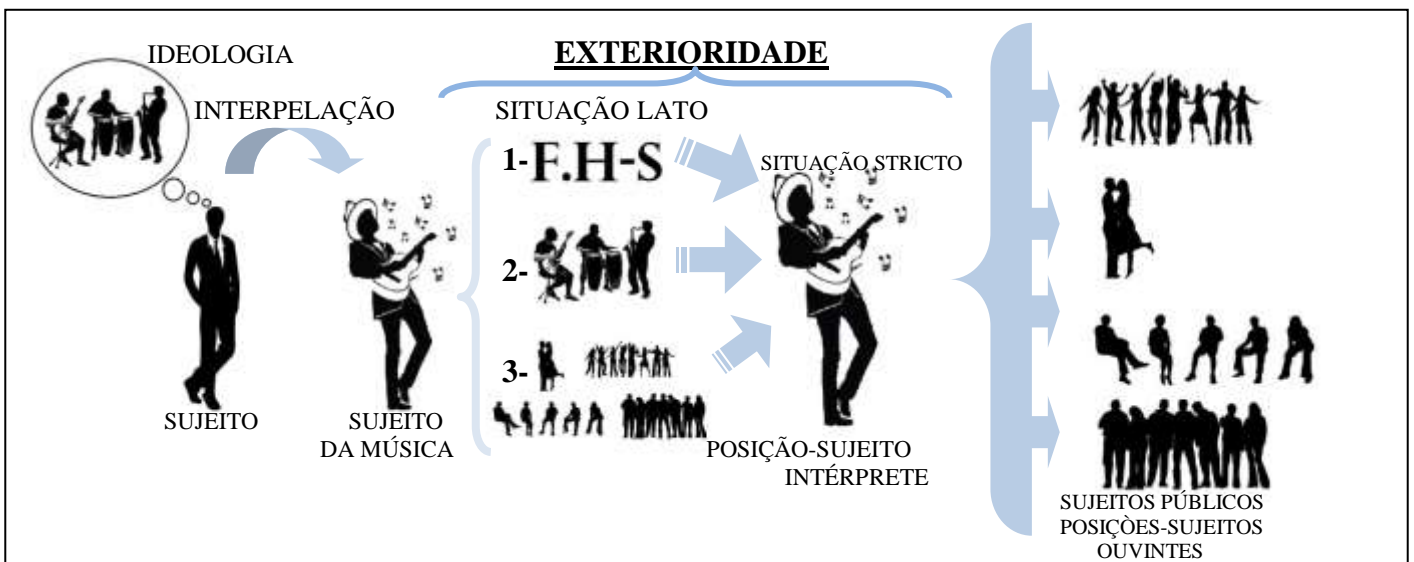 IDEOLOGIA
INTERPELAÇÃO
SUJEITO
SUJEITO
DA MÚSICA
EXTERIORIDADE
SITUAÇÃO LATO
1-F.H-S
2-
3-
SITUAÇÃO STRICTO
POSIÇÃO-SUJEITO
INTÉRPRETE
SUJEITOS PÚBLICOS
POSIÇÒES-SUJEITOS
OUVINTES